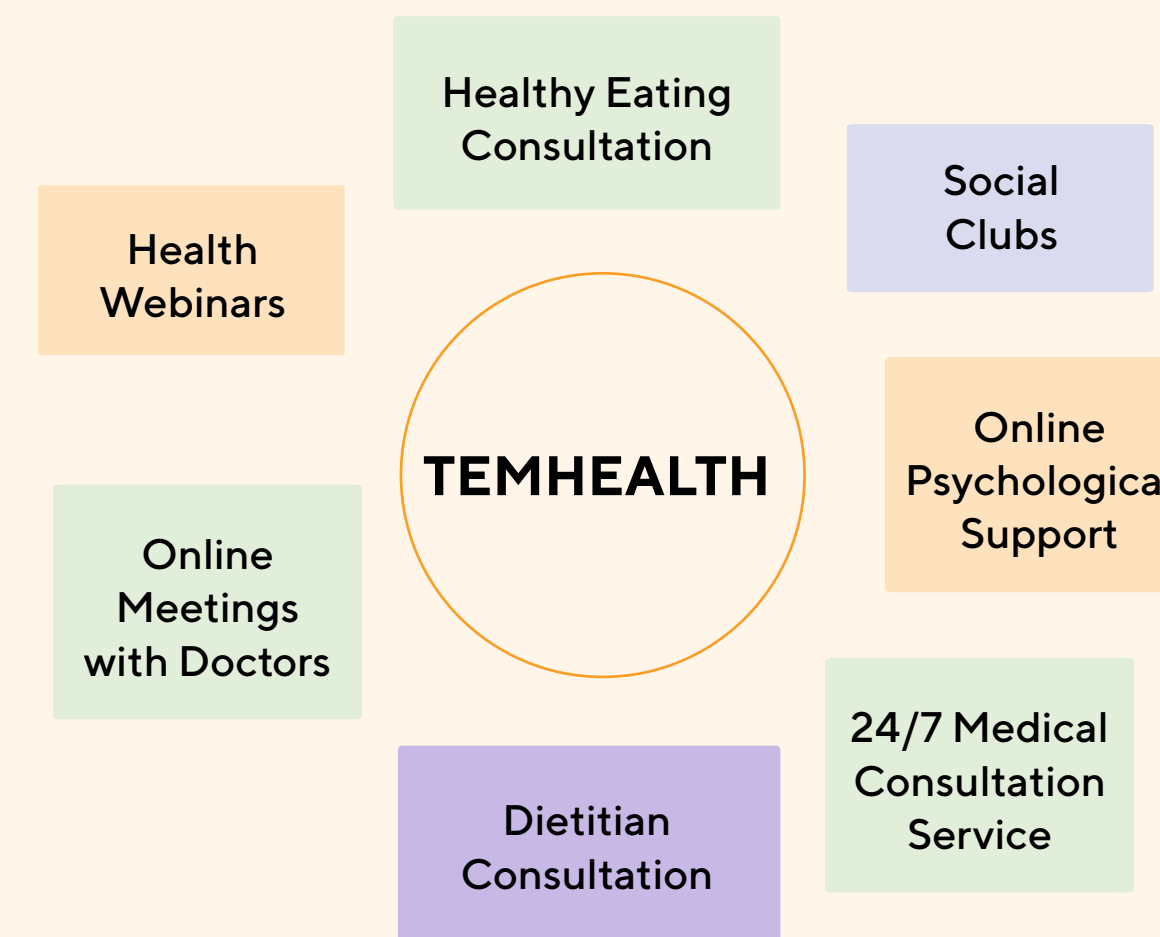 Healthy Eating
Consultation
Social
Clubs
Health
Webinars
Online
Psychologica
Support
TEMHEALTH
Online
Meetings
with Doctors
24/7 Medical
Consultation
Service
Dietitian
Consultation